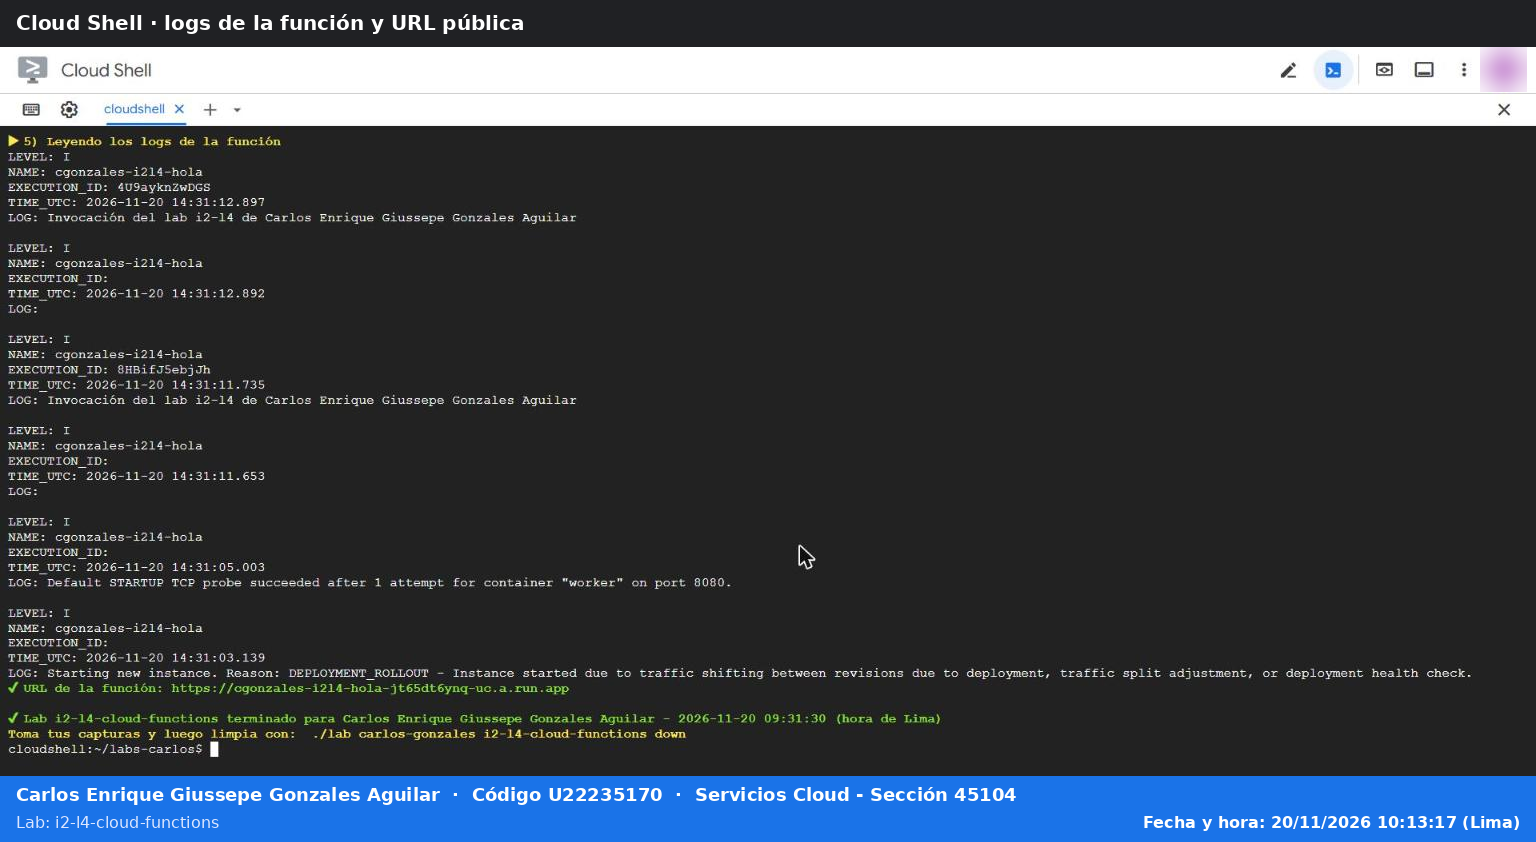 Cloud Shell · logs de la función y URL pública
Cloud Shell
cloudshell
▶ 5) Leyendo los logs de la función
LEVEL: I
NAME: cgonzales-i2l4-hola
EXECUTION_ID: 4U9ayknZwDGS
TIME_UTC: 2026-11-20 14:31:12.897
LOG: Invocación del lab i2-l4 de Carlos Enrique Giussepe Gonzales Aguilar
LEVEL: I
NAME: cgonzales-i2l4-hola
EXECUTION_ID:
TIME_UTC: 2026-11-20 14:31:12.892
LOG:
LEVEL: I
NAME: cgonzales-i2l4-hola
EXECUTION_ID: 8HBifJ5ebjJh
TIME_UTC: 2026-11-20 14:31:11.735
LOG: Invocación del lab i2-l4 de Carlos Enrique Giussepe Gonzales Aguilar
LEVEL: I
NAME: cgonzales-i2l4-hola
EXECUTION_ID:
TIME_UTC: 2026-11-20 14:31:11.653
LOG:
LEVEL: I
NAME: cgonzales-i2l4-hola
EXECUTION_ID:
TIME_UTC: 2026-11-20 14:31:05.003
LOG: Default STARTUP TCP probe succeeded after 1 attempt for container "worker" on port 8080.
LEVEL: I
NAME: cgonzales-i2l4-hola
EXECUTION_ID:
TIME_UTC: 2026-11-20 14:31:03.139
LOG: Starting new instance. Reason: DEPLOYMENT_ROLLOUT - Instance started due to traffic shifting between revisions due to deployment, traffic split adjustment, or deployment health check.
✓ URL de la función: https://cgonzales-i2l4-hola-jt65dt6ynq-uc.a.run.app
✓ Lab i2-l4-cloud-functions terminado para Carlos Enrique Giussepe Gonzales Aguilar - 2026-11-20 09:31:30 (hora de Lima)
Toma tus capturas y luego limpia con:  ./lab carlos-gonzales i2-l4-cloud-functions down
cloudshell:~/labs-carlos$
Carlos Enrique Giussepe Gonzales Aguilar · Código U22235170 · Servicios Cloud - Sección 45104
Lab: i2-l4-cloud-functions
Fecha y hora: 20/11/2026 10:13:17 (Lima)